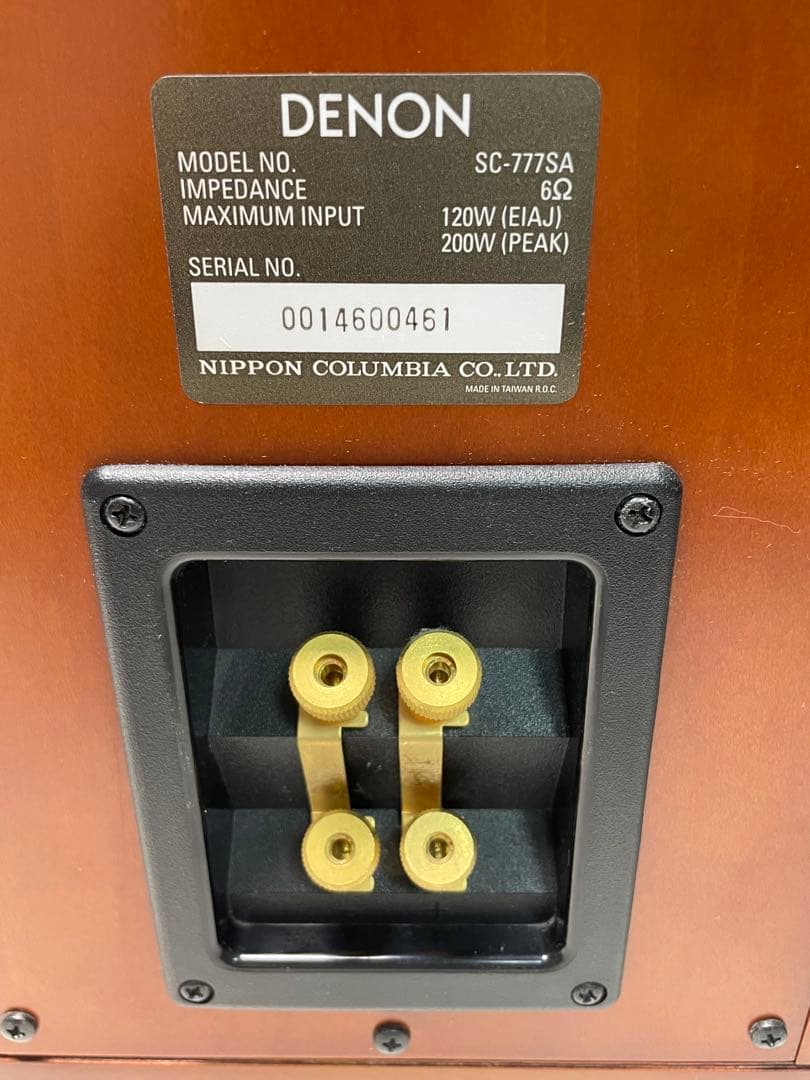 DENON
MODEL NO. SC-777SA
IMPEDANCE 6Ω
MAXIMUM INPUT 120W (EIAJ)
200W (PEAK)
SERIAL NO.
0014600461
NIPPON COLUMBIA CO.,LTD.
MADE IN TAIWAN R.O.C.